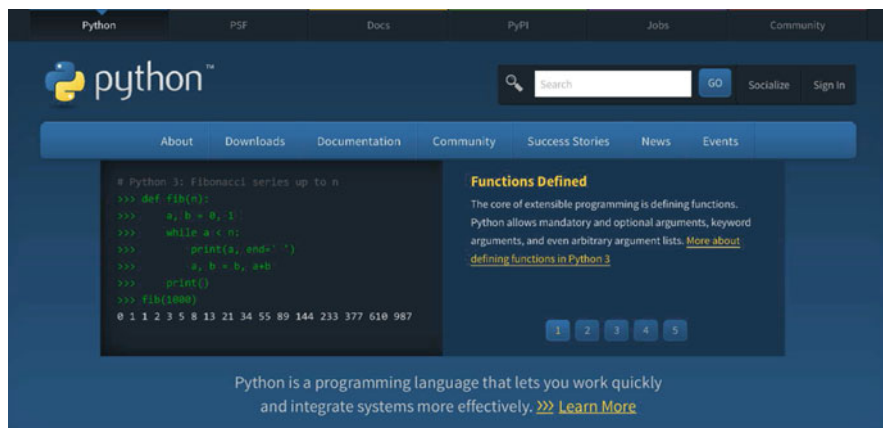 Python PSF Docs PyPI Jobs Community
python™
Search GO Socialize Sign In
About Downloads Documentation Community Success Stories News Events
# Python 3: Fibonacci series up to n
>>> def fib(n):
>>>     a, b = 0, 1
>>>     while a < n:
>>>         print(a, end=' ')
>>>         a, b = b, a+b
>>>     print()
>>> fib(1000)
0 1 1 2 3 5 8 13 21 34 55 89 144 233 377 610 987
Functions Defined
The core of extensible programming is defining functions.
Python allows mandatory and optional arguments, keyword
arguments, and even arbitrary argument lists. More about
defining functions in Python 3
1 2 3 4 5
Python is a programming language that lets you work quickly
and integrate systems more effectively. >>> Learn More